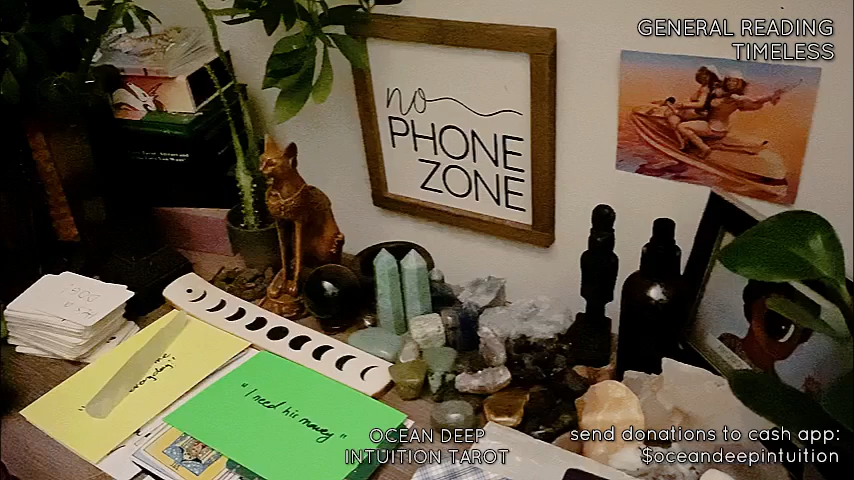 GENERAL READING
TIMELESS
no
PHONE
ZONE
"I need his money"
OCEAN DEEP
INTUITION TAROT
send donations to cash app:
$oceandeepintuition